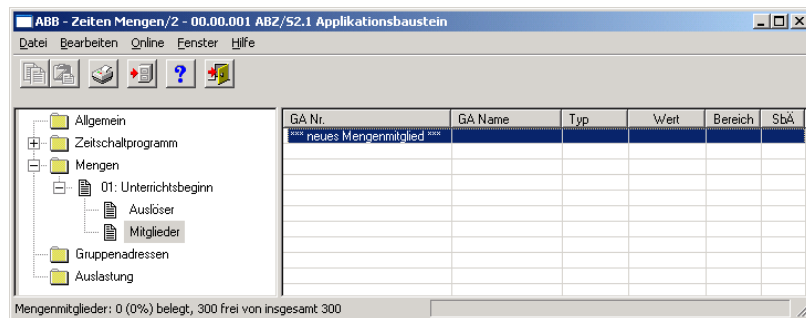 ABB - Zeiten Mengen/2 - 00.00.001 ABZ/S2.1 Applikationsbaustein
Datei Bearbeiten Online Fenster Hilfe
Allgemein
Zeitschaltprogramm
Mengen
01: Unterrichtsbeginn
Auslöser
Mitglieder
Gruppenadressen
Auslastung
GA Nr. GA Name Typ Wert Bereich SbÄ
*** neues Mengenmitglied ***
Mengenmitglieder: 0 (0%) belegt, 300 frei von insgesamt 300